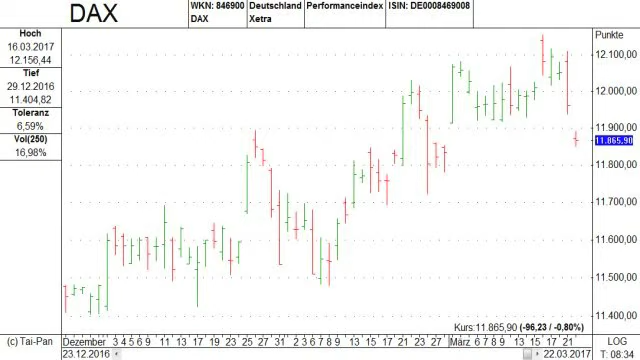 DAX
WKN: 846900
DAX
Deutschland
Xetra
Performanceindex
ISIN: DE0008469008
Hoch
16.03.2017
12.156,44
Tief
29.12.2016
11.404,82
Toleranz
6,59%
Vol(250)
16,98%
Punkte
12.100,00
12.000,00
11.900,00
11.865,90
11.800,00
11.700,00
11.600,00
11.500,00
11.400,00
Kurs:11.865,90 (-96,23 / -0,80%)
(c) Tai-Pan
Dezember 3 4 5 6 9 11 13 17 19 23 25 27 31 2 3 6 7 8 9 13 15 17 21 23 27 März 3 7 9 13 15 17 21
LOG
23.12.2016
22.03.2017
T: 08:34